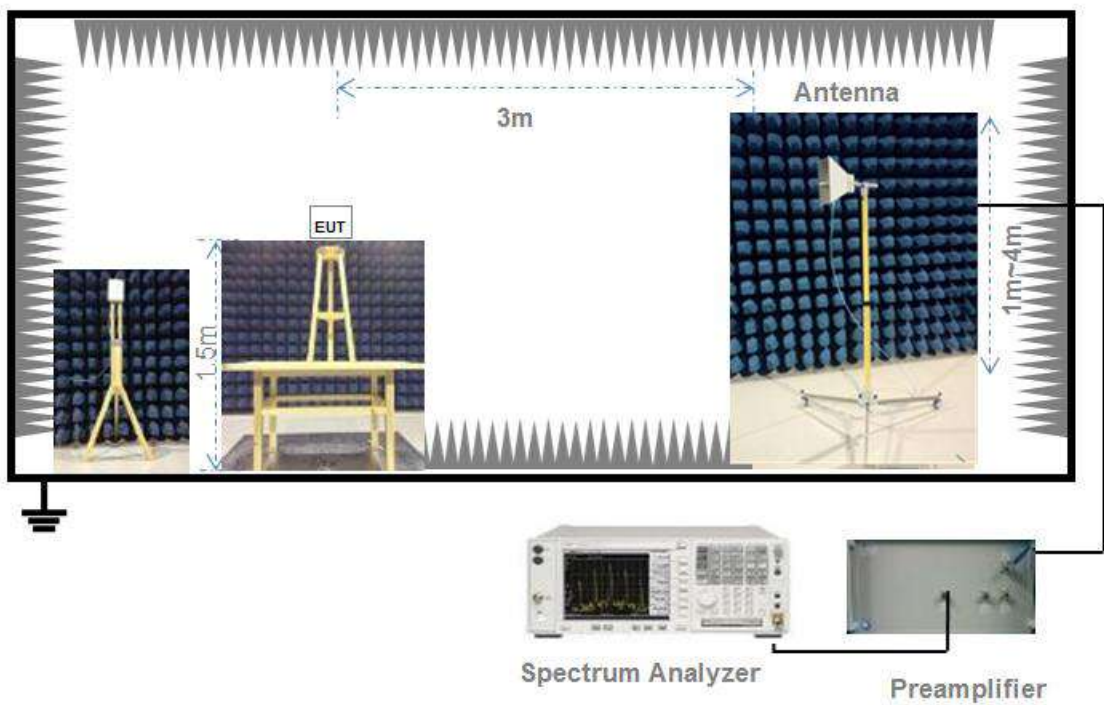 Antenna
3m
EUT
1m~4m
1.5m
Spectrum Analyzer
Preamplifier